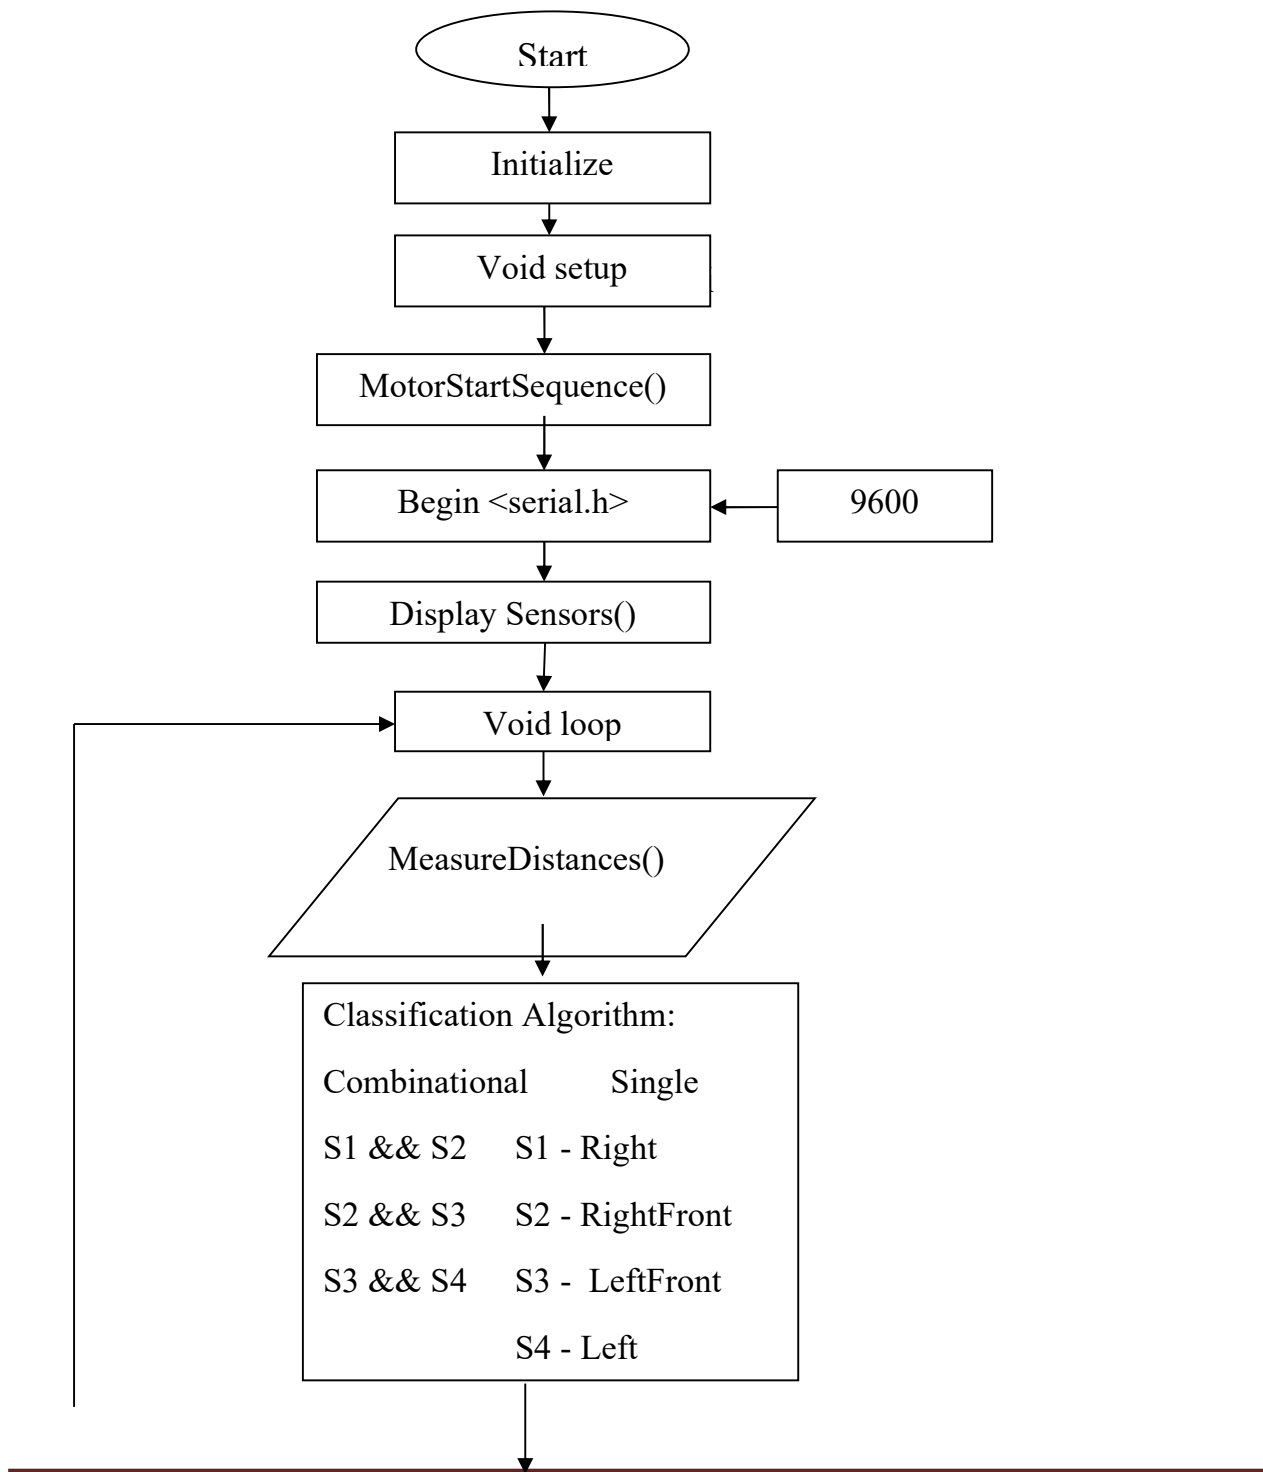 Start
Initialize
Void setup
MotorStartSequence()
Begin <serial.h>
9600
Display Sensors()
Void loop
MeasureDistances()
Classification Algorithm:
Combinational Single
S1 && S2 S1 - Right
S2 && S3 S2 - RightFront
S3 && S4 S3 - LeftFront
S4 - Left